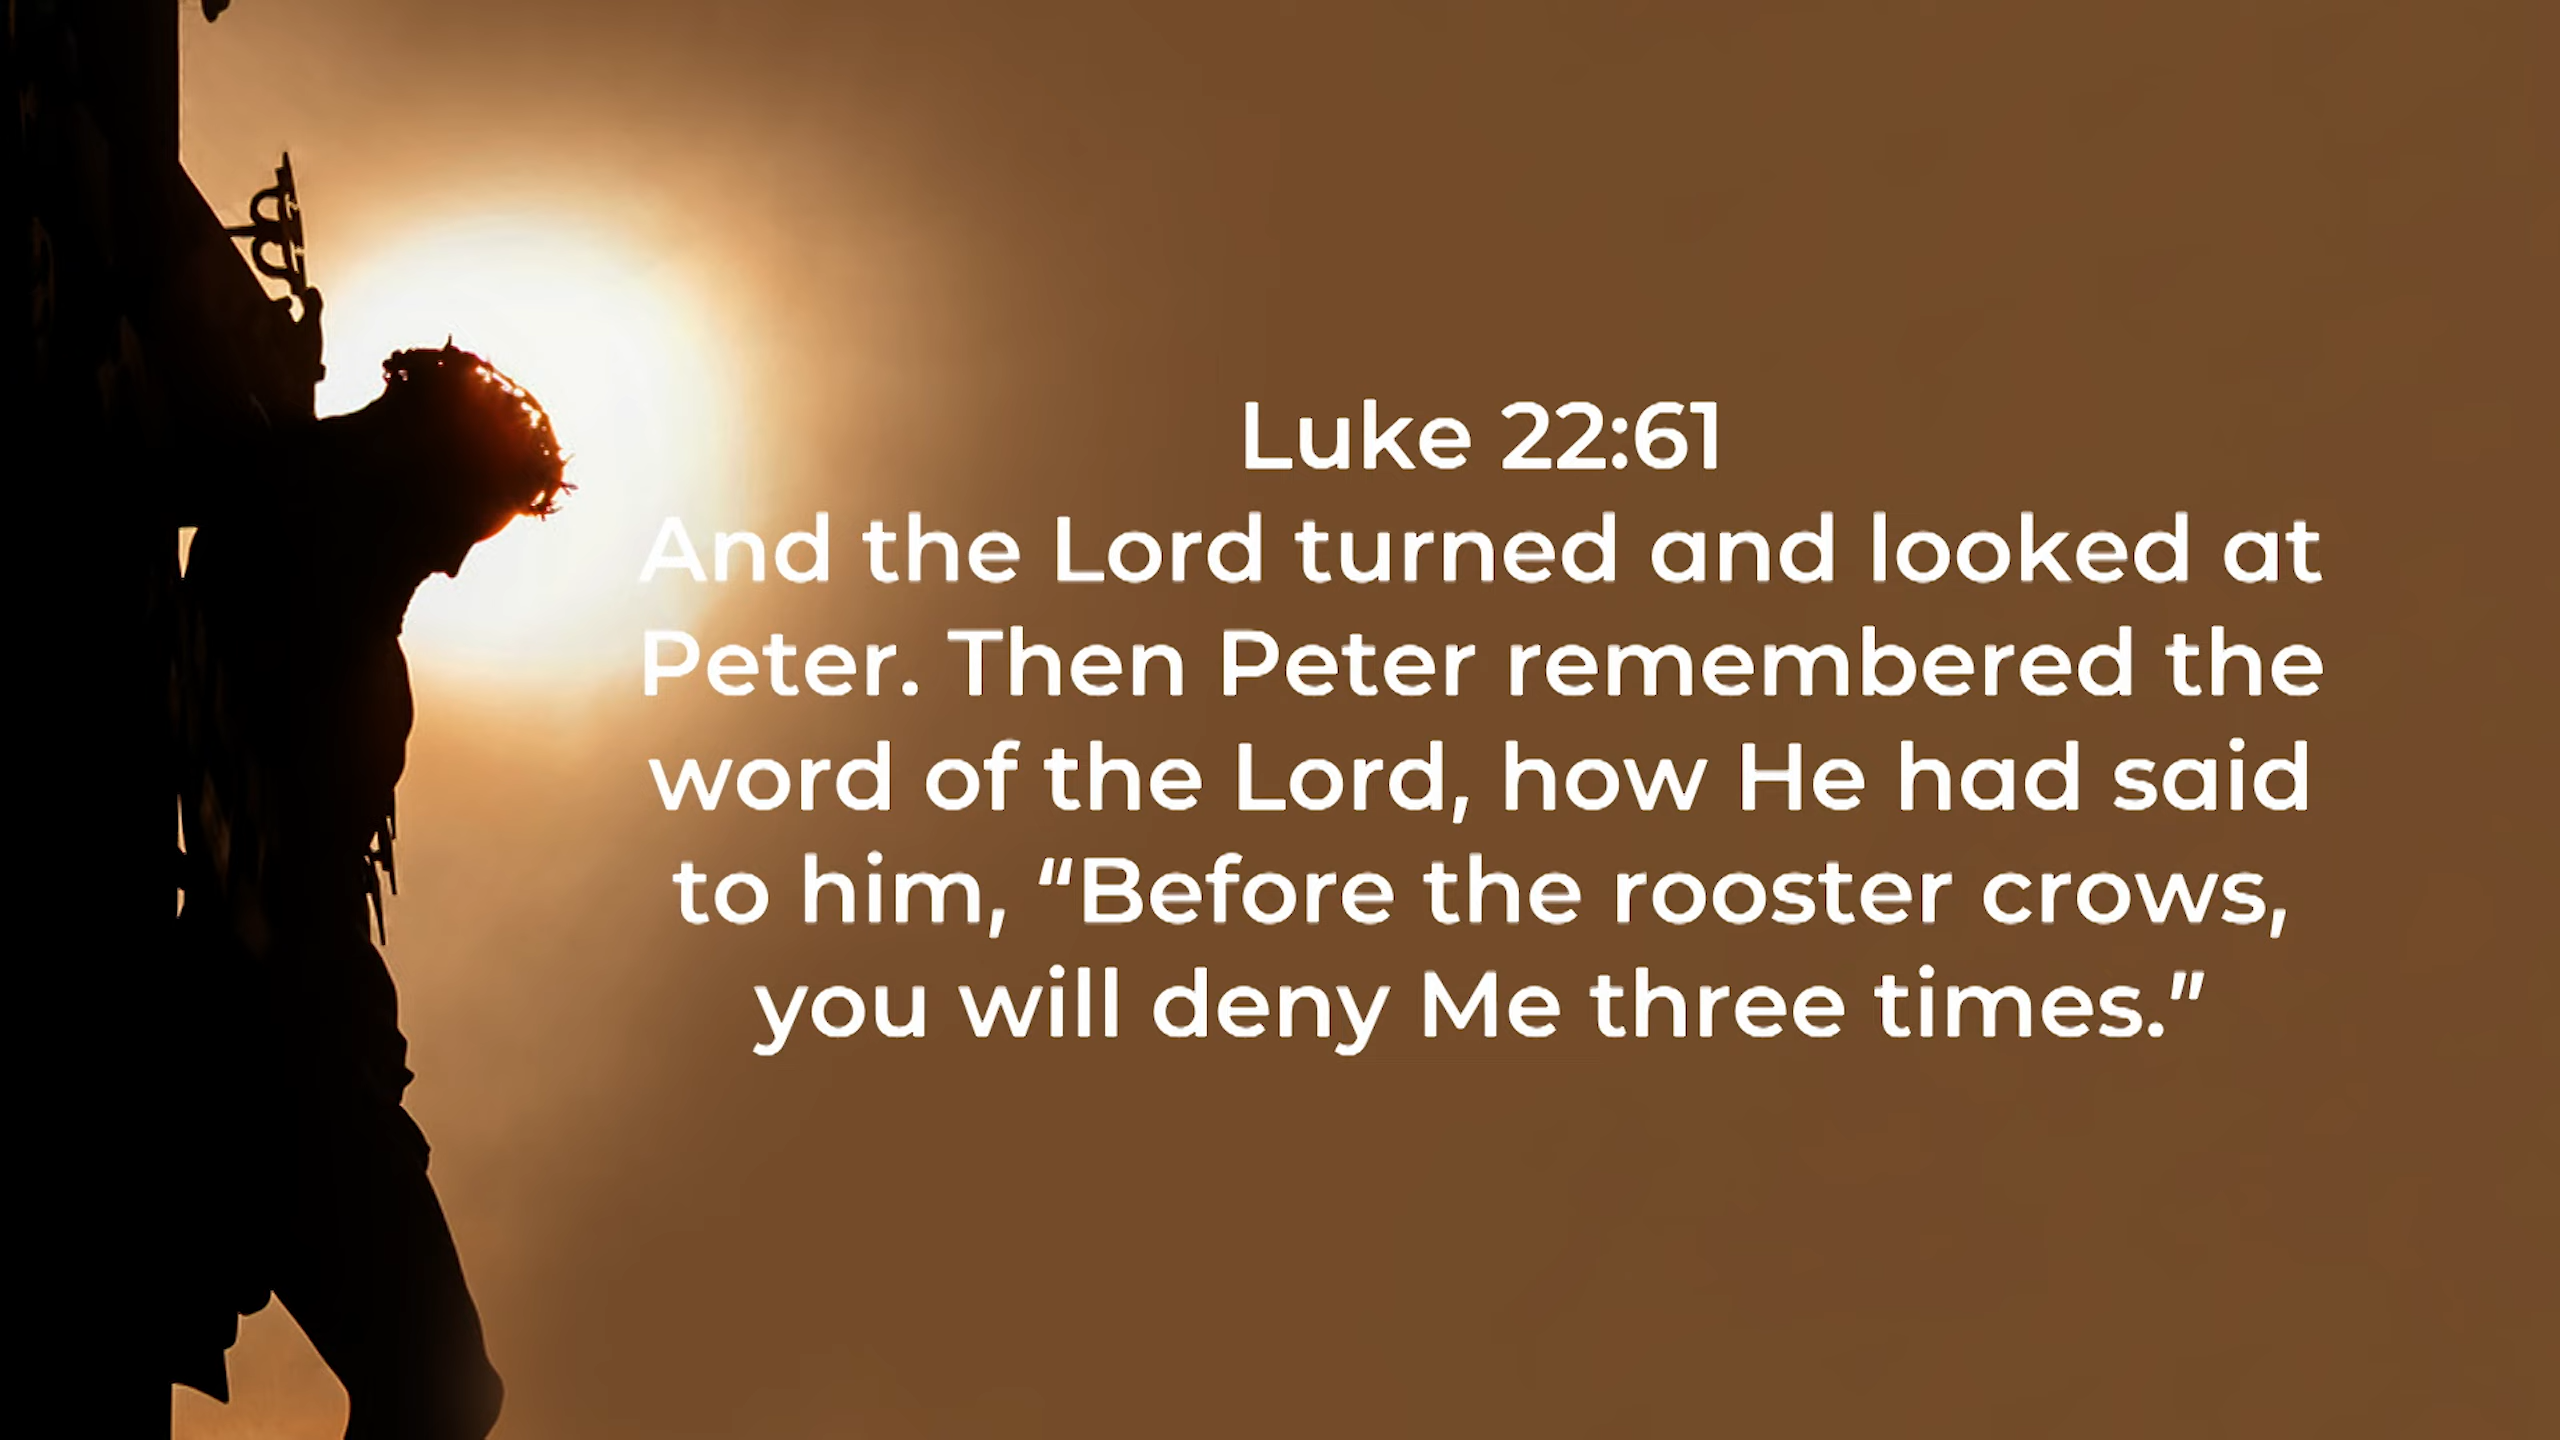 Luke 22:61
And the Lord turned and looked at
Peter. Then Peter remembered the
word of the Lord, how He had said
to him, “Before the rooster crows,
you will deny Me three times.”